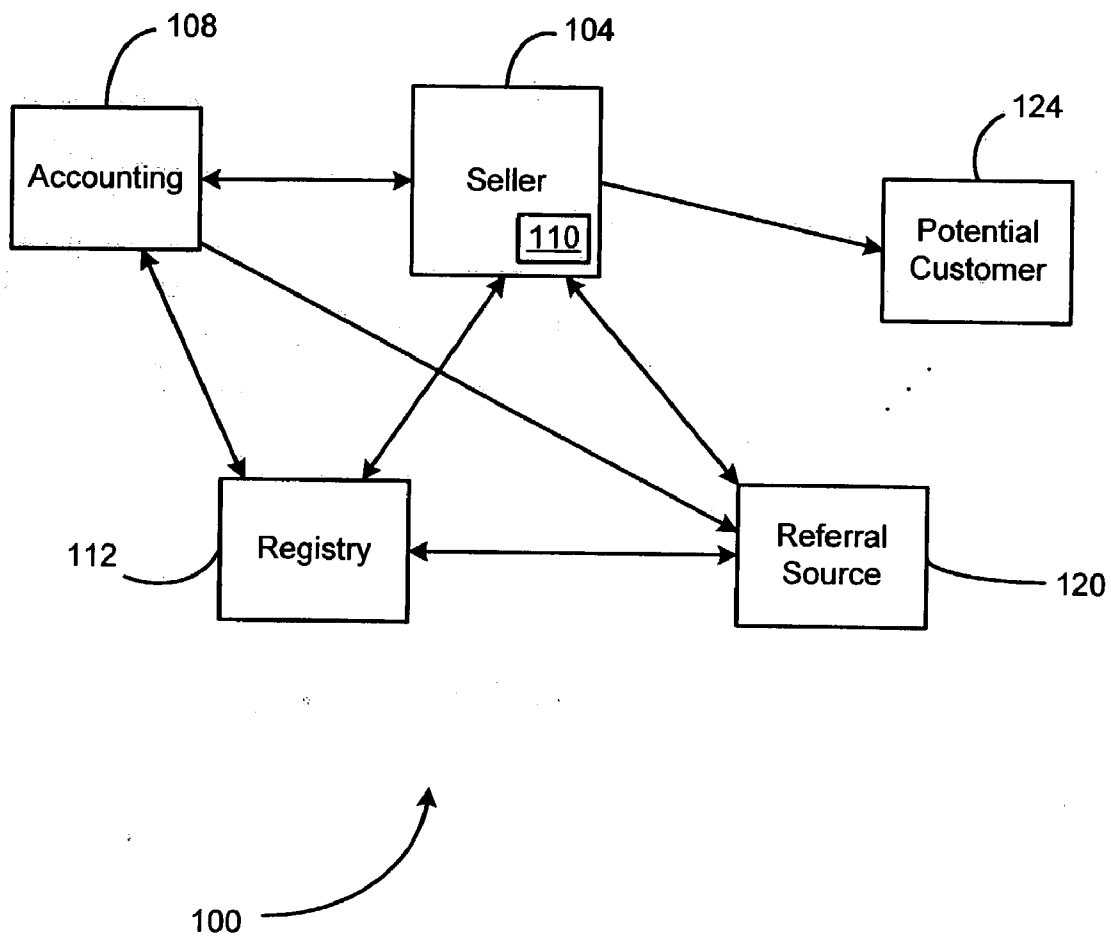 108
104
124
Accounting
Seller
110
Potential
Customer
112
Registry
Referral
Source
120
100